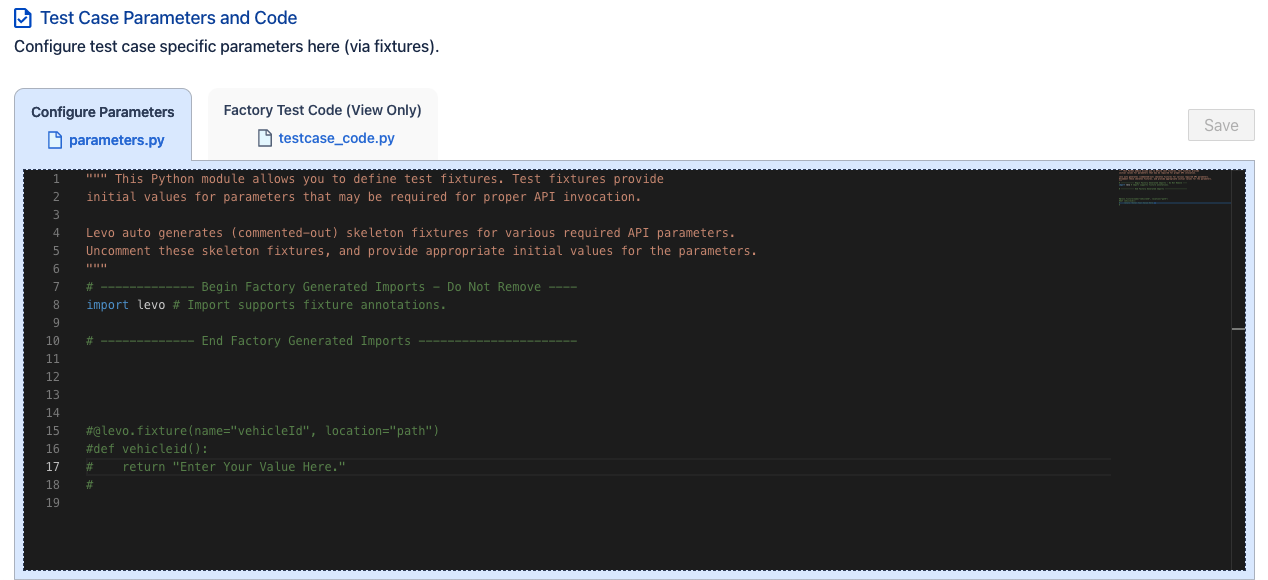 Test Case Parameters and Code
Configure test case specific parameters here (via fixtures).
Configure Parameters
parameters.py
Factory Test Code (View Only)
testcase_code.py
Save
1 """ This Python module allows you to define test fixtures. Test fixtures provide
2 initial values for parameters that may be required for proper API invocation.
3
4 Levo auto generates (commented-out) skeleton fixtures for various required API parameters.
5 Uncomment these skeleton fixtures, and provide appropriate initial values for the parameters.
6 """
7 # ------------- Begin Factory Generated Imports - Do Not Remove ----
8 import levo # Import supports fixture annotations.
9
10 # ------------- End Factory Generated Imports ----------------------
11
12
13
14
15 #@levo.fixture(name="vehicleId", location="path")
16 #def vehicleid():
17 #    return "Enter Your Value Here."
18 #
19